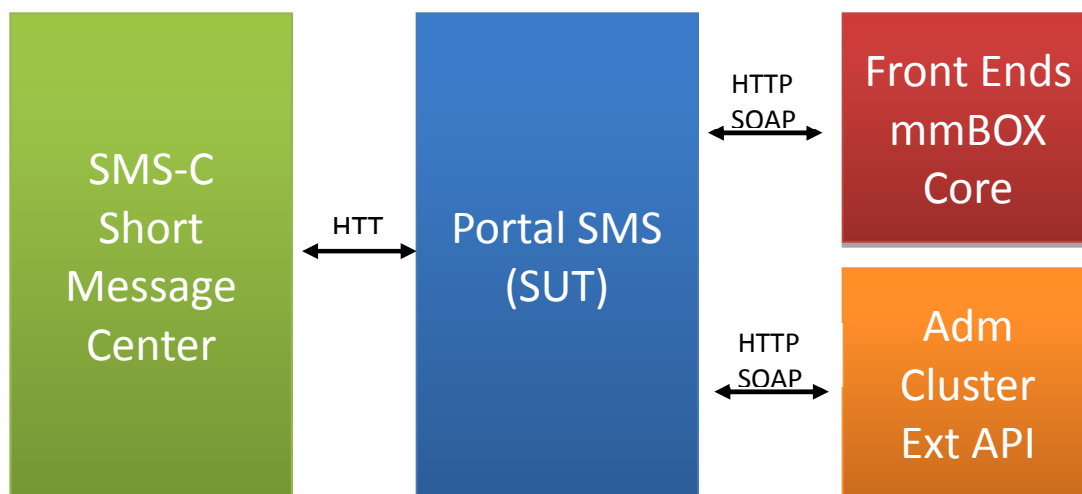 SMS-C
Short
Message
Center
HTT
Portal SMS
(SUT)
HTTP
SOAP
Front Ends
mmBOX
Core
HTTP
SOAP
Adm
Cluster
Ext API